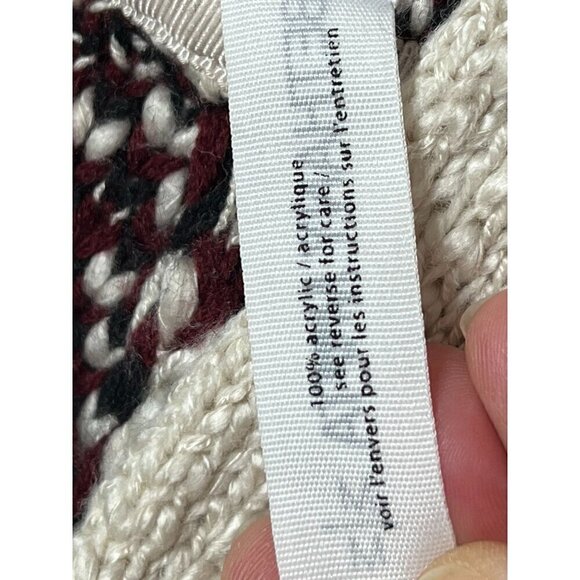 100% acrylic / acrylique
see reverse for care /
voir l'envers pour les instructions sur l'entretien